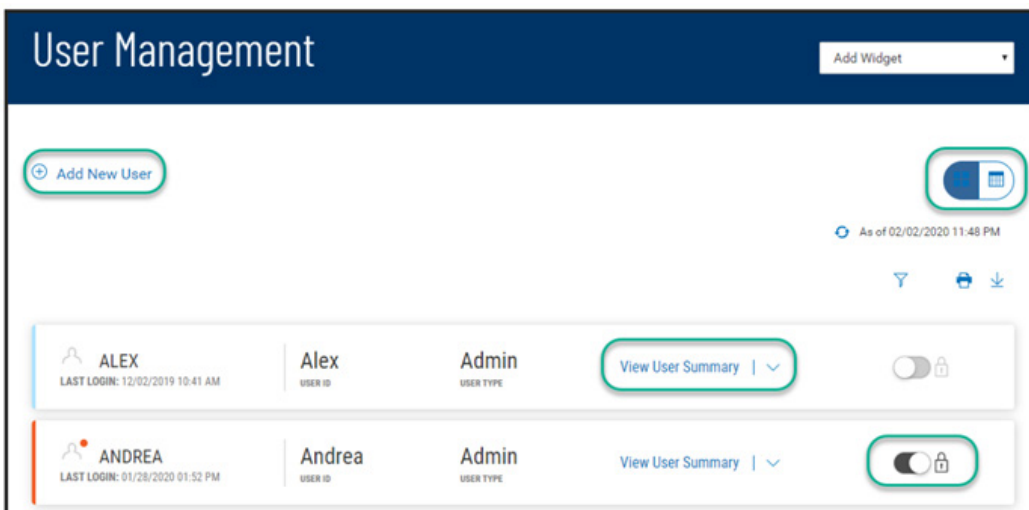 User Management
Add Widget
Add New User
As of 02/02/2020 11:48 PM
ALEX
LAST LOGIN: 12/02/2019 10:41 AM
Alex
USER ID
Admin
USER TYPE
View User Summary |
ANDREA
LAST LOGIN: 01/28/2020 01:52 PM
Andrea
USER ID
Admin
USER TYPE
View User Summary |